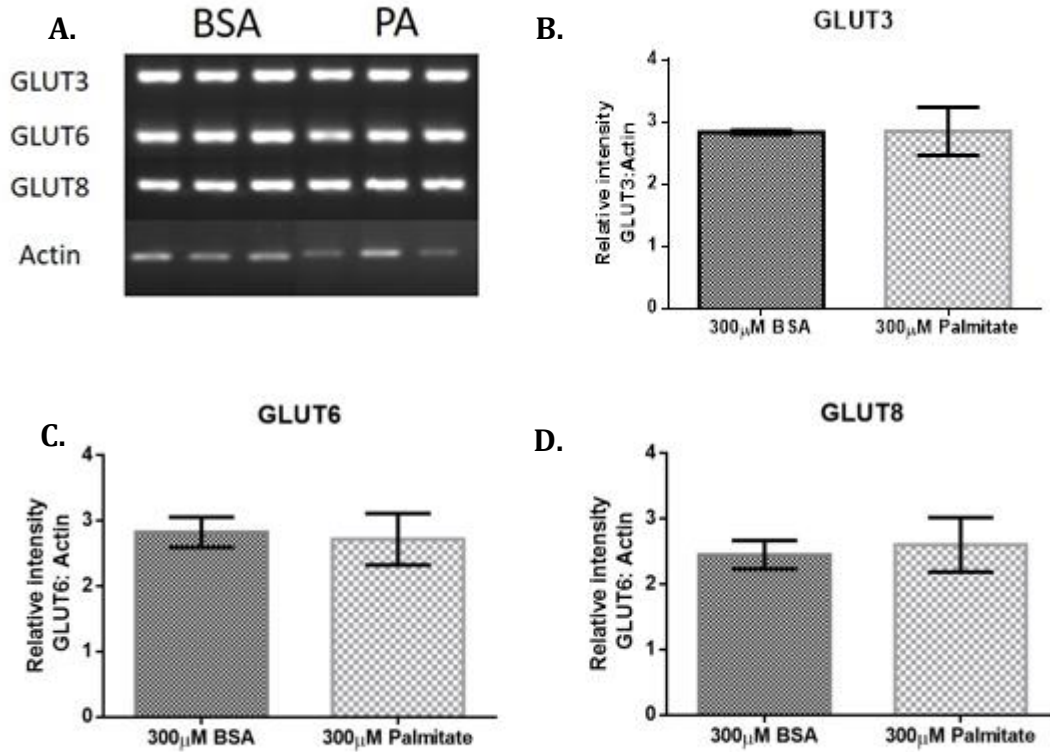 A.
BSA PA
GLUT3
GLUT6
GLUT8
Actin
B.
GLUT3
Relative intensity
GLUT3:Actin
4
3
2
1
0
300μM BSA 300μM Palmitate
C.
GLUT6
Relative intensity
GLUT6: Actin
4
3
2
1
0
300μM BSA 300μM Palmitate
D.
GLUT8
Relative intensity
GLUT6: Actin
4
3
2
1
0
300μM BSA 300μM Palmitate